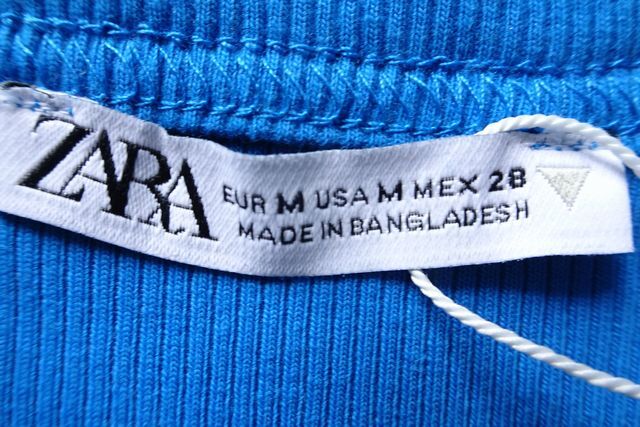 ZARA
EUR M USA M MEX 28
MADE IN BANGLADESH